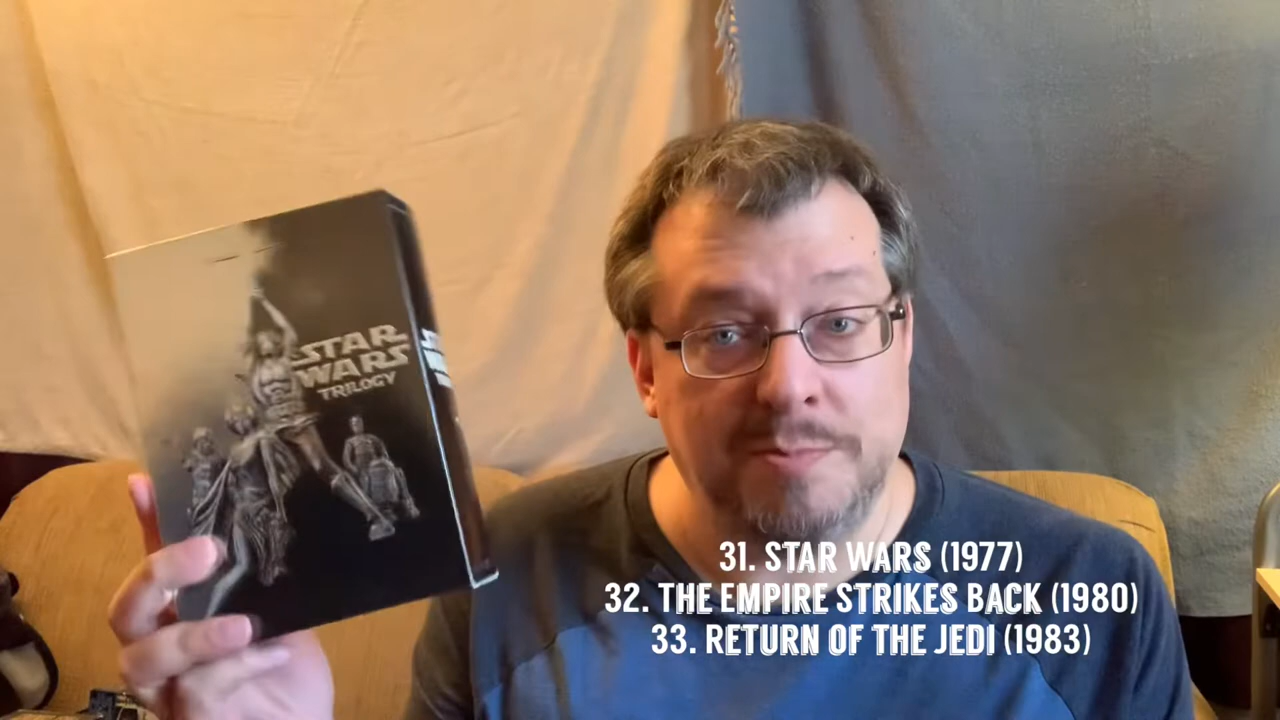 STAR
WARS
TRILOGY
31. STAR WARS (1977)
32. THE EMPIRE STRIKES BACK (1980)
33. RETURN OF THE JEDI (1983)